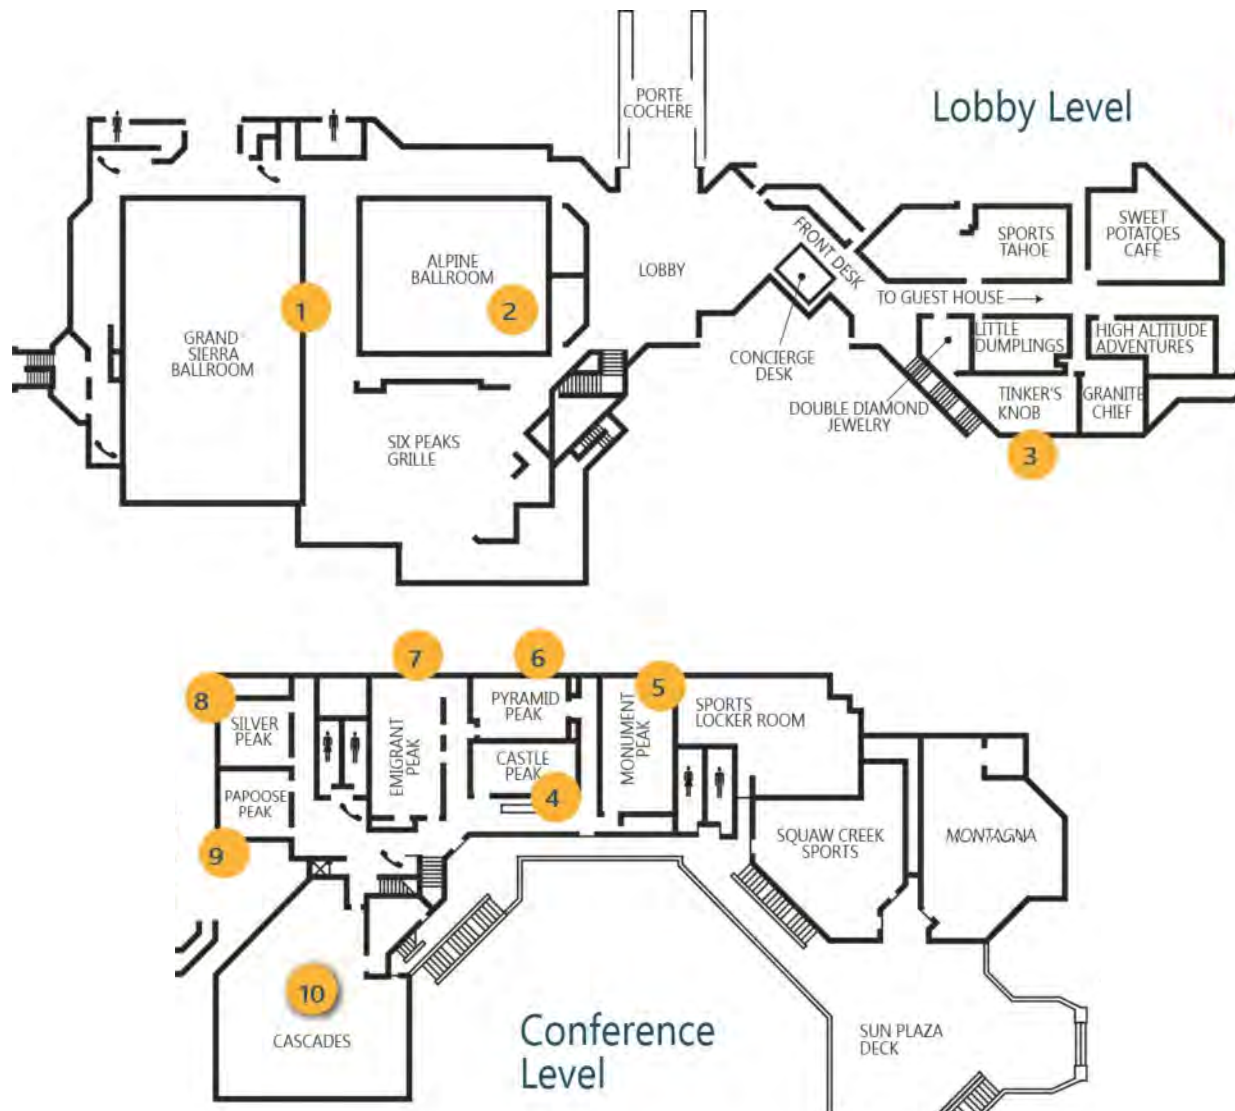 PORTE
COCHERE
Lobby Level
ALPINE
BALLROOM
LOBBY
FRONT DESK
SPORTS
TAHOE
SWEET
POTATOES
CAFÉ
1
2
TO GUEST HOUSE
GRAND
SIERRA
BALLROOM
CONCIERGE
DESK
LITTLE
DUMPLINGS
HIGH ALTITUDE
ADVENTURES
DOUBLE DIAMOND
JEWELRY
TINKER'S
KNOB
GRANITE
CHIEF
SIX PEAKS
GRILLE
3
7
6
5
8
SILVER
PEAK
EMIGRANT
PEAK
PYRAMID
PEAK
MONUMENT
PEAK
SPORTS
LOCKER ROOM
CASTLE
PEAK
4
PAPOOSE
PEAK
9
SQUAW CREEK
SPORTS
MONTAGNA
10
CASCADES
Conference
Level
SUN PLAZA
DECK